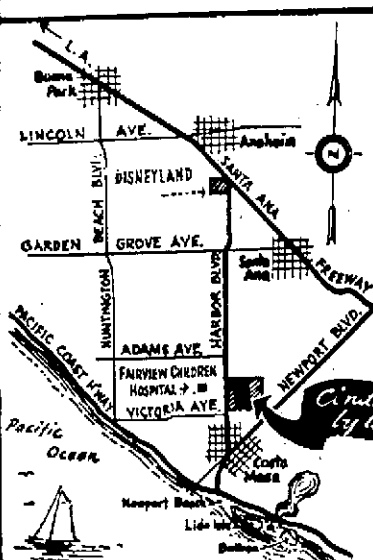 L.A.
Buena
Park
LINCOLN AVE.
Anaheim
DISNEYLAND
SANTA ANA
FREEWAY
N
BEACH BLVD.
HUNTINGTON
GARDEN GROVE AVE.
HARBOR BLVD.
Santa
Ana
PACIFIC COAST HWAY
NEWPORT BLVD.
ADAMS AVE.
FAIRVIEW CHILDREN
HOSPITAL
VICTORIA AVE.
Pacific
Ocean
Costa
Mesa
Newport Beach
Lido Isle
Balboa